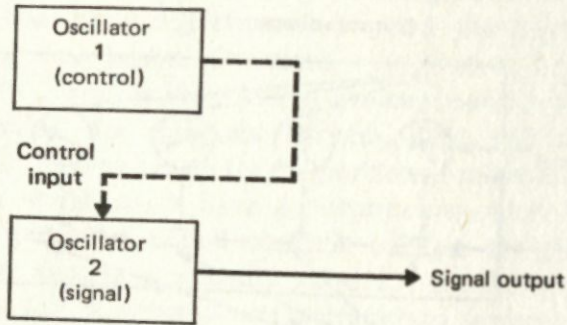 Oscillator
1
(control)
Control
input
Oscillator
2
(signal)
Signal output